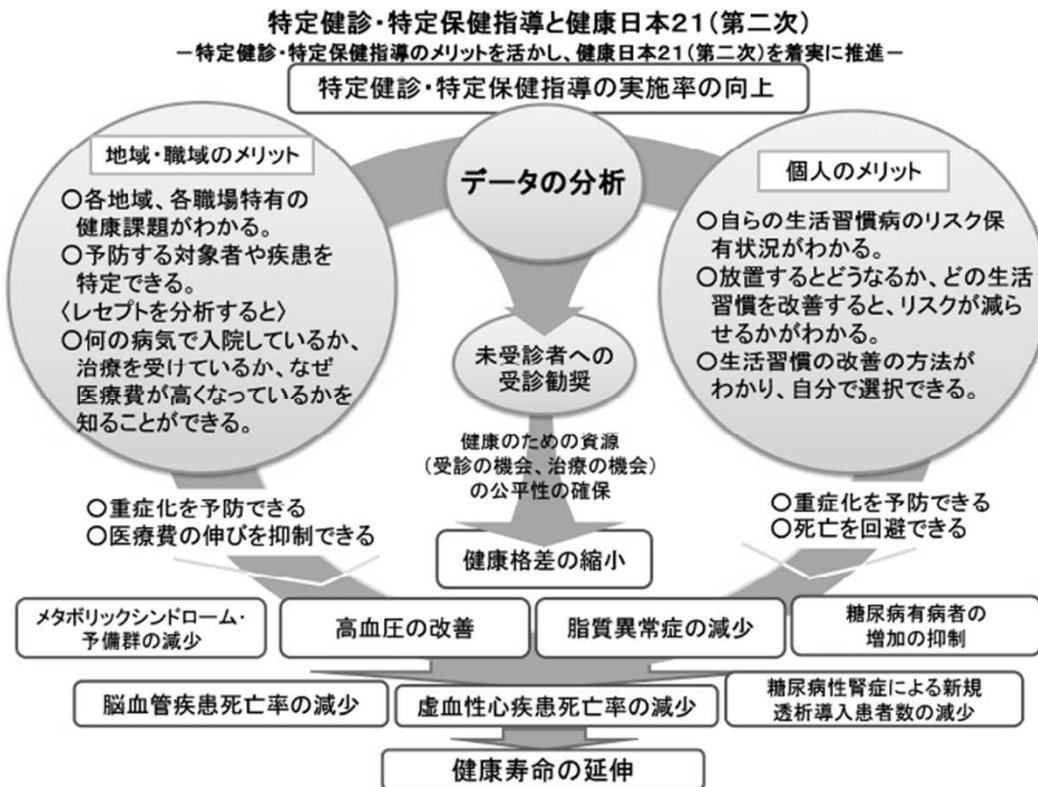 特定健診・特定保健指導と健康日本21(第二次)
－特定健診・特定保健指導のメリットを活かし、健康日本21(第二次)を着実に推進－
特定健診・特定保健指導の実施率の向上
地域・職域のメリット
○各地域、各職場特有の
健康課題がわかる。
○予防する対象者や疾患を
特定できる。
〈レセプトを分析すると〉
○何の病気で入院しているか、
治療を受けているか、なぜ
医療費が高くなっているかを
知ることができる。
データの分析
個人のメリット
○自らの生活習慣病のリスク保
有状況がわかる。
○放置するとどうなるか、どの生活
習慣を改善すると、リスクが減ら
せるかがわかる。
○生活習慣の改善の方法が
わかり、自分で選択できる。
未受診者への
受診勧奨
健康のための資源
(受診の機会、治療の機会)
の公平性の確保
○重症化を予防できる
○医療費の伸びを抑制できる
○重症化を予防できる
○死亡を回避できる
健康格差の縮小
メタボリックシンドローム・
予備群の減少
高血圧の改善
脂質異常症の減少
糖尿病有病者の
増加の抑制
脳血管疾患死亡率の減少
虚血性心疾患死亡率の減少
糖尿病性腎症による新規
透析導入患者数の減少
健康寿命の延伸